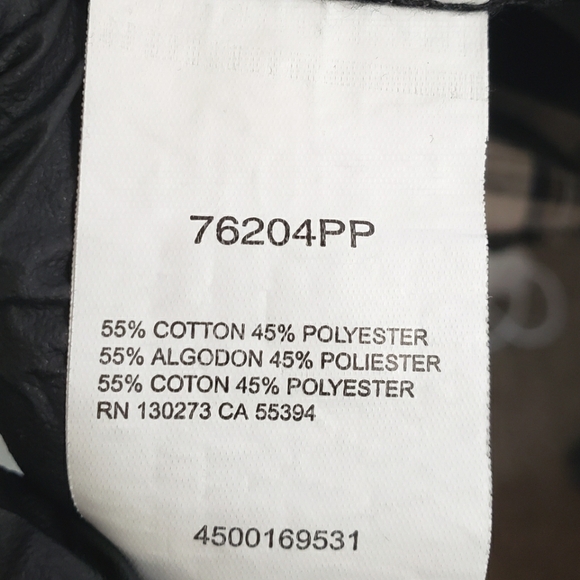 76204PP
55% COTTON 45% POLYESTER
55% ALGODON 45% POLIESTER
55% COTON 45% POLYESTER
RN 130273 CA 55394
4500169531